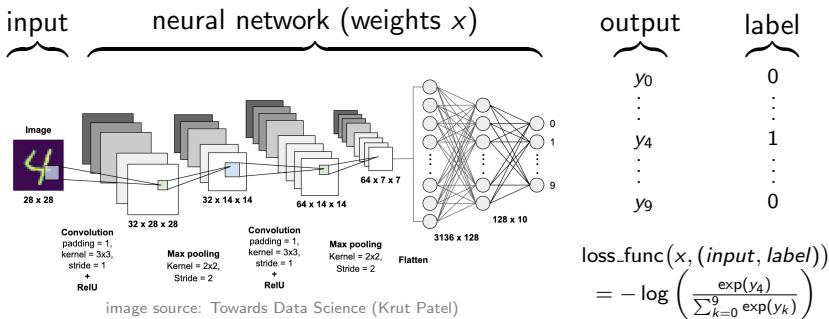 input
neural network (weights x)
output
label
Image
28 x 28
32 x 28 x 28
32 x 14 x 14
64 x 14 x 14
64 x 7 x 7
3136 x 128
128 x 10
0
1
9
Convolution
padding = 1,
kernel = 3x3,
stride = 1
+
ReLU
Max pooling
Kernel = 2x2,
Stride = 2
Convolution
padding = 1,
kernel = 3x3,
stride = 1
+
ReLU
Max pooling
Kernel = 2x2,
Stride = 2
Flatten
image source: Towards Data Science (Krut Patel)
y0 0
⋮ ⋮
y4 1
⋮ ⋮
y9 0
loss_func(x, (input, label))
= − log ( exp(y4) / ∑_{k=0}^{9} exp(yk) )